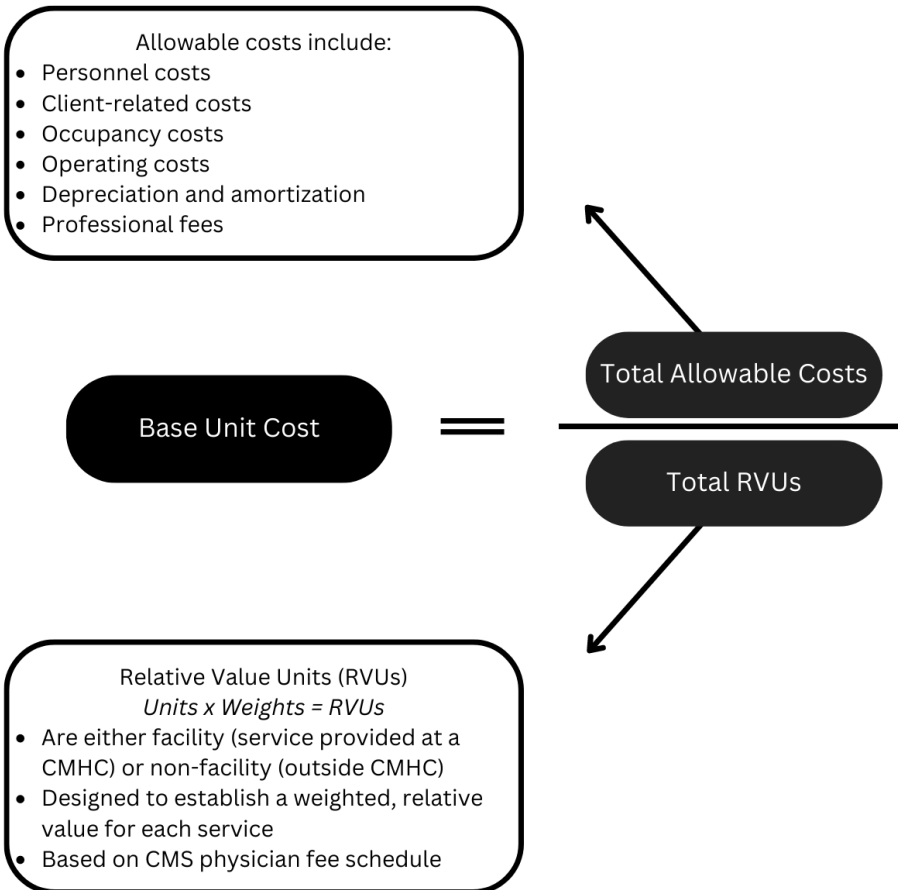 Allowable costs include:
• Personnel costs
• Client-related costs
• Occupancy costs
• Operating costs
• Depreciation and amortization
• Professional fees
Total Allowable Costs
Base Unit Cost
=
Total RVUs
Relative Value Units (RVUs)
Units x Weights = RVUs
• Are either facility (service provided at a
CMHC) or non-facility (outside CMHC)
• Designed to establish a weighted, relative
value for each service
• Based on CMS physician fee schedule